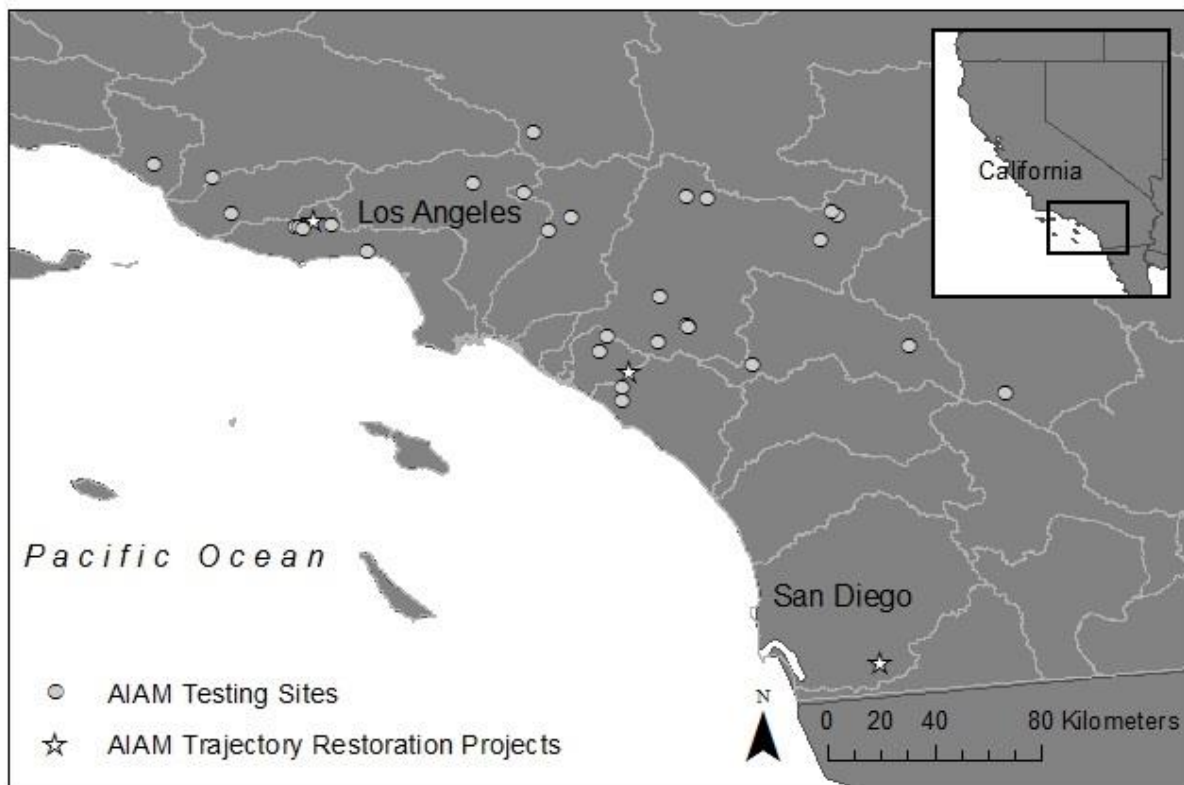 California
Los Angeles
Pacific Ocean
San Diego
AIAM Testing Sites
AIAM Trajectory Restoration Projects
N
0 20 40 80 Kilometers